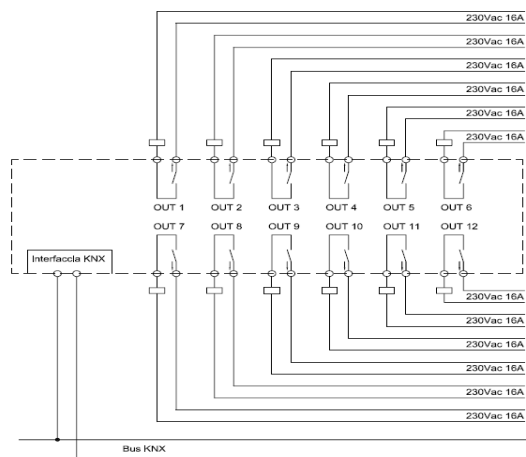 230Vac 16A
230Vac 16A
230Vac 16A
230Vac 16A
230Vac 16A
230Vac 16A
OUT 1 OUT 2 OUT 3 OUT 4 OUT 5 OUT 6
OUT 7 OUT 8 OUT 9 OUT 10 OUT 11 OUT 12
Interfaccia KNX
230Vac 16A
230Vac 16A
230Vac 16A
230Vac 16A
230Vac 16A
230Vac 16A
Bus KNX